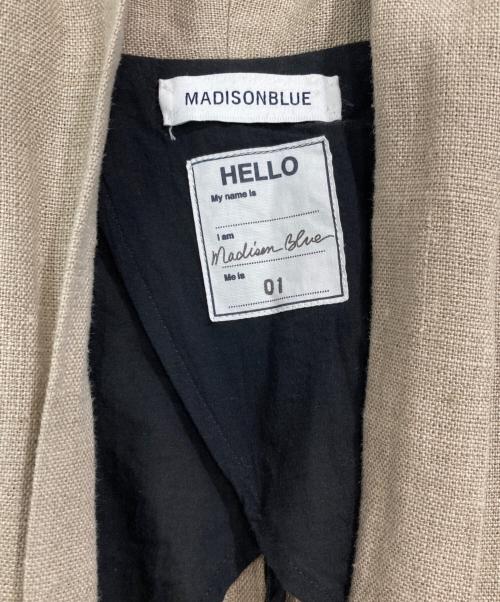 MADISONBLUE
HELLO
My name is
I am
Madison Blue
Me is
01